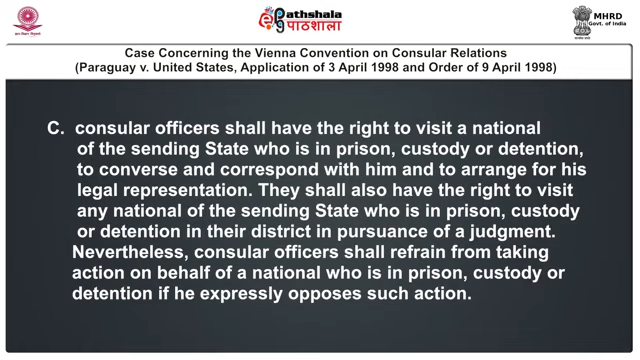 ePathshala
पाठशाला
MHRD
Govt. of India
Case Concerning the Vienna Convention on Consular Relations
(Paraguay v. United States, Application of 3 April 1998 and Order of 9 April 1998)
C. consular officers shall have the right to visit a national
of the sending State who is in prison, custody or detention,
to converse and correspond with him and to arrange for his
legal representation. They shall also have the right to visit
any national of the sending State who is in prison, custody
or detention in their district in pursuance of a judgment.
Nevertheless, consular officers shall refrain from taking
action on behalf of a national who is in prison, custody or
detention if he expressly opposes such action.